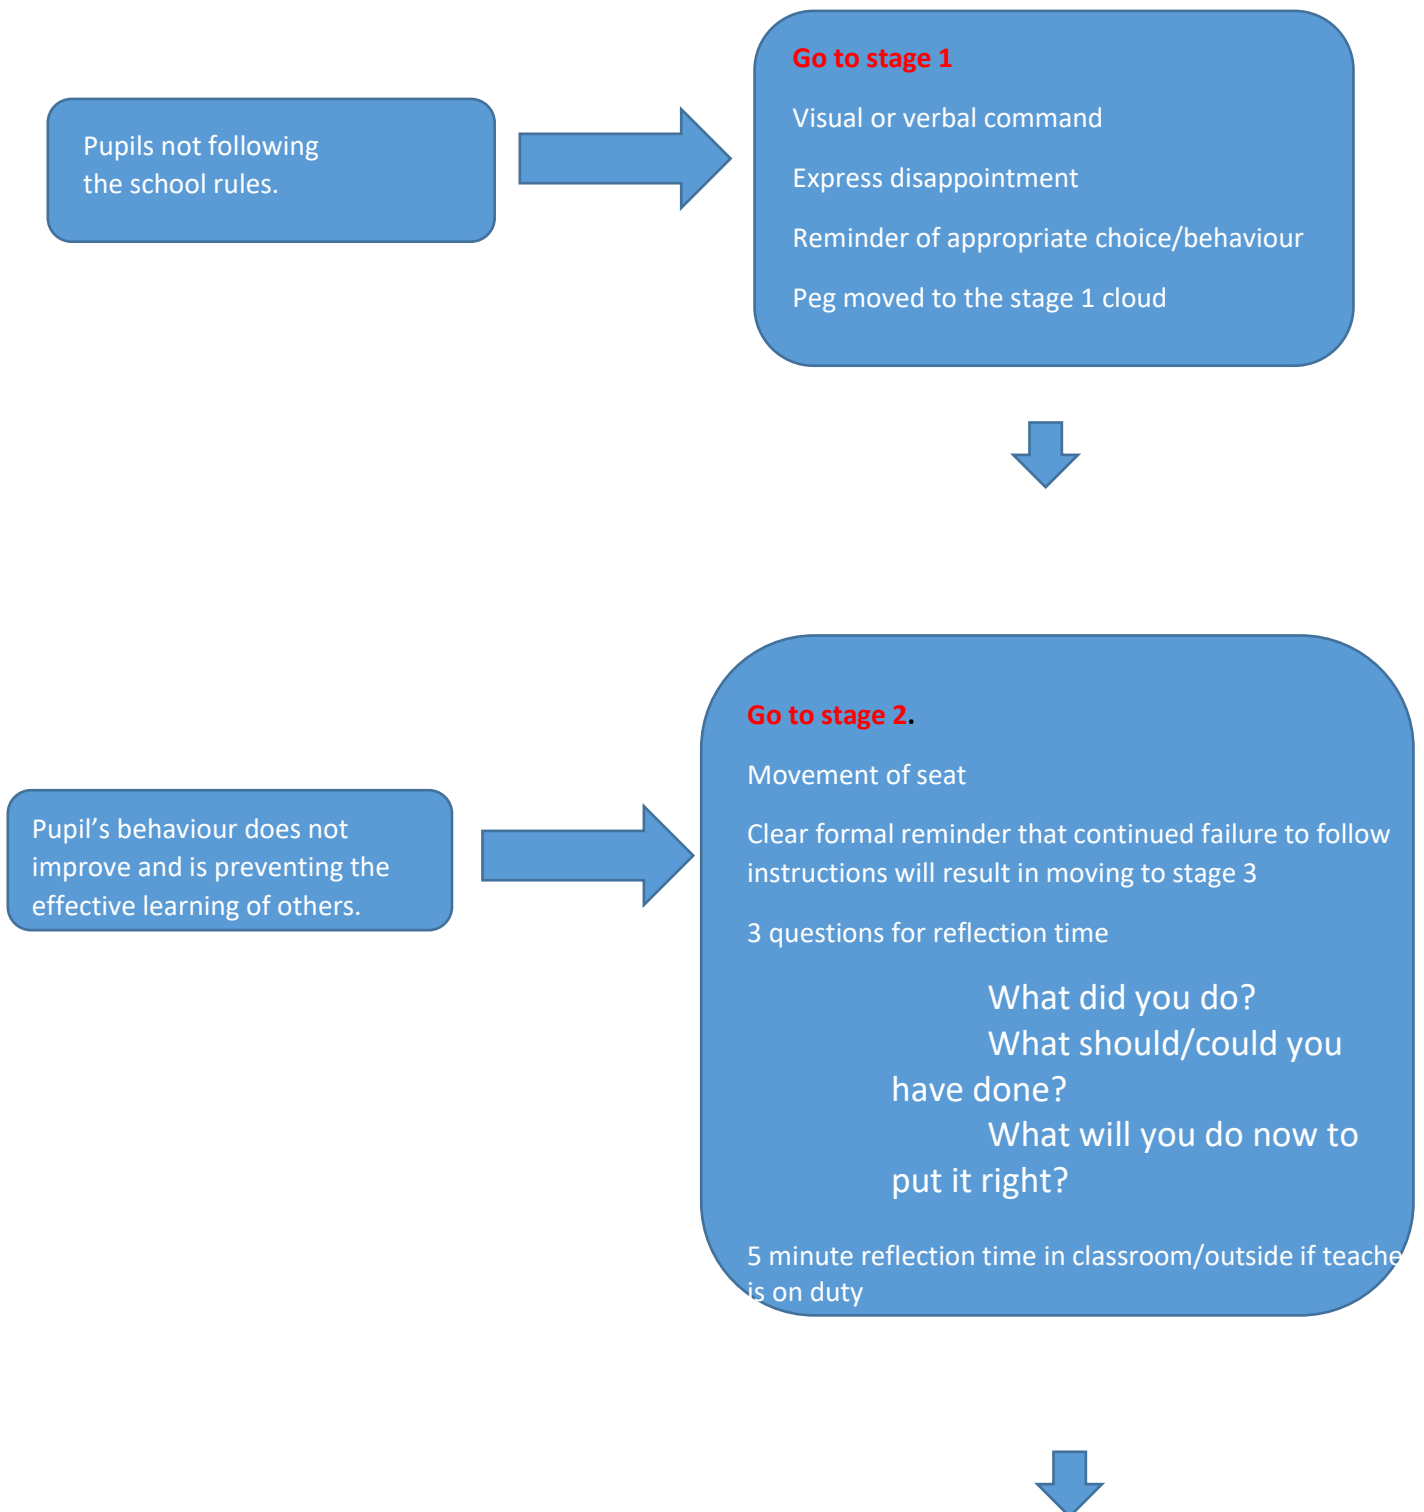 Pupils not following
the school rules.
Go to stage 1
Visual or verbal command
Express disappointment
Reminder of appropriate choice/behaviour
Peg moved to the stage 1 cloud
Pupil’s behaviour does not
improve and is preventing the
effective learning of others.
Go to stage 2.
Movement of seat
Clear formal reminder that continued failure to follow
instructions will result in moving to stage 3
3 questions for reflection time
What did you do?
What should/could you
have done?
What will you do now to
put it right?
5 minute reflection time in classroom/outside if teache
is on duty